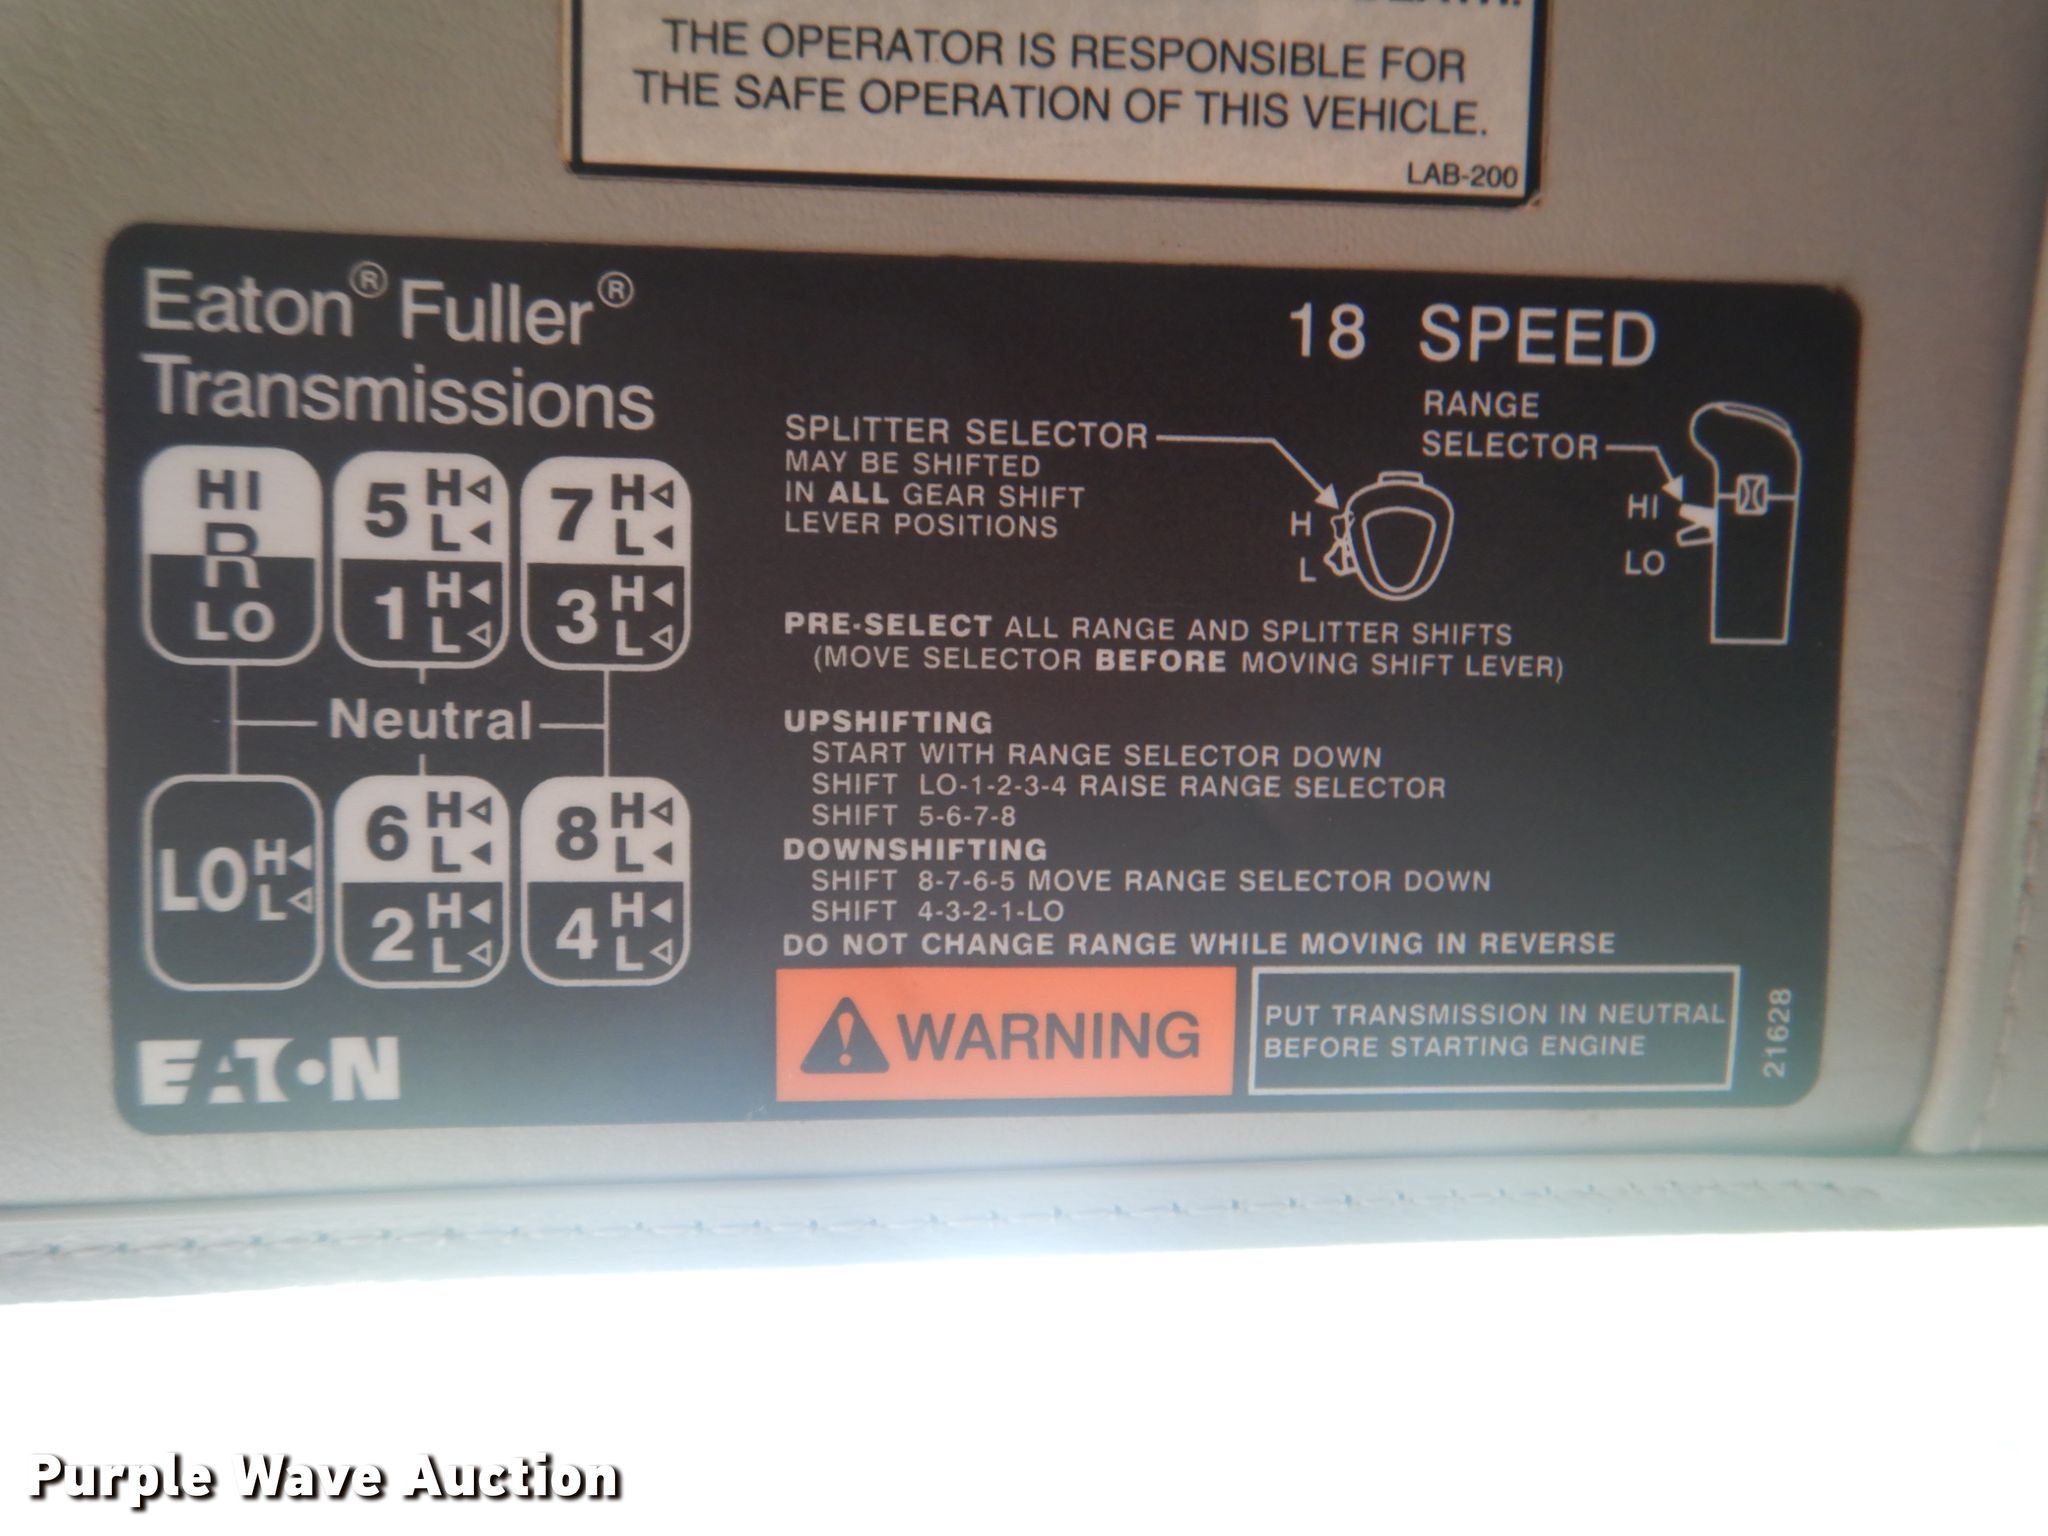 THE OPERATOR IS RESPONSIBLE FOR
THE SAFE OPERATION OF THIS VEHICLE.
LAB-200
Eaton® Fuller®
Transmissions
18 SPEED
HI
R
LO
5 H L
1 H L
7 H L
3 H L
Neutral
LO H L
6 H L
2 H L
8 H L
4 H L
EATON
SPLITTER SELECTOR
MAY BE SHIFTED
IN ALL GEAR SHIFT
LEVER POSITIONS
H
L
RANGE
SELECTOR
HI
LO
PRE-SELECT ALL RANGE AND SPLITTER SHIFTS
(MOVE SELECTOR BEFORE MOVING SHIFT LEVER)
UPSHIFTING
START WITH RANGE SELECTOR DOWN
SHIFT LO-1-2-3-4 RAISE RANGE SELECTOR
SHIFT 5-6-7-8
DOWNSHIFTING
SHIFT 8-7-6-5 MOVE RANGE SELECTOR DOWN
SHIFT 4-3-2-1-LO
DO NOT CHANGE RANGE WHILE MOVING IN REVERSE
WARNING
PUT TRANSMISSION IN NEUTRAL
BEFORE STARTING ENGINE
21628
Purple Wave Auction